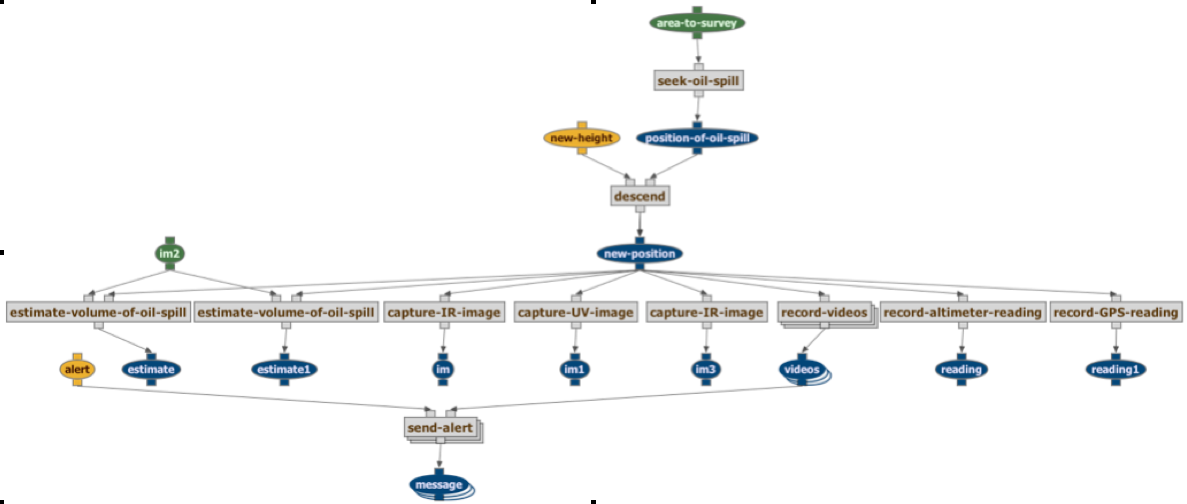 area-to-survey
seek-oil-spill
new-height
position-of-oil-spill
descend
im2
new-position
estimate-volume-of-oil-spill
estimate-volume-of-oil-spill
capture-IR-image
capture-UV-image
capture-IR-image
record-videos
record-altimeter-reading
record-GPS-reading
alert
estimate
estimate1
im
im1
im3
videos
reading
reading1
send-alert
message